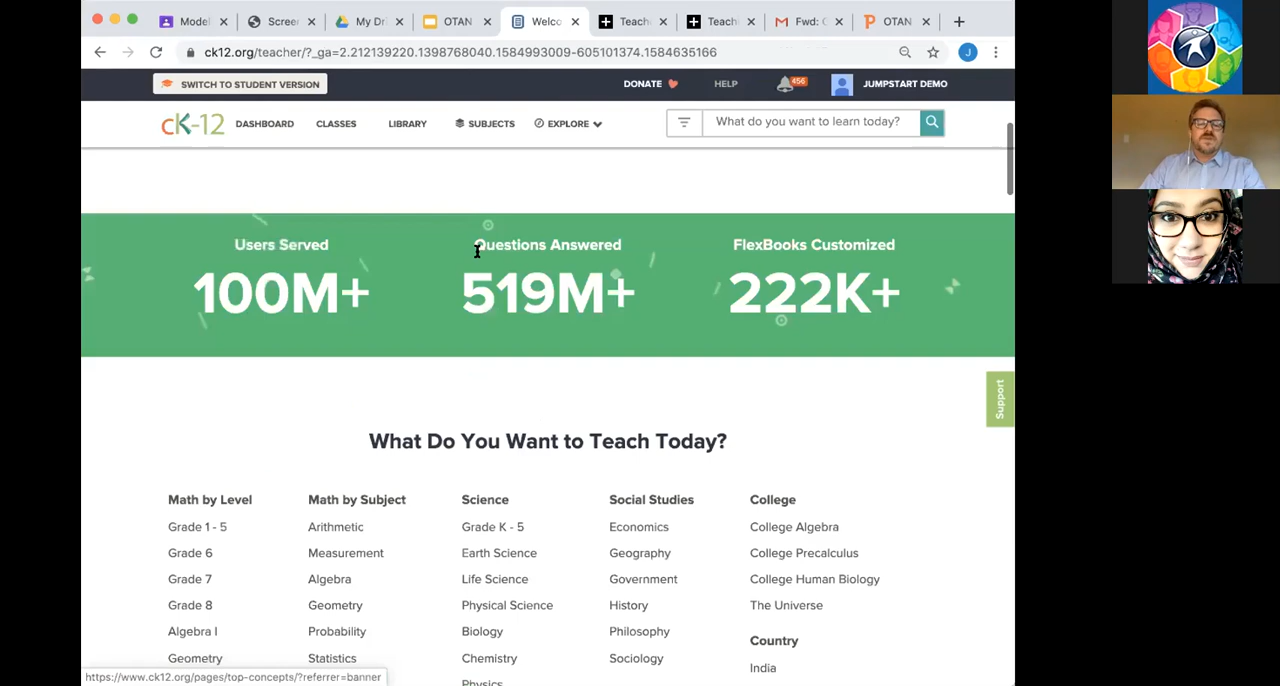 Model
Scree
My Dri
OTAN
Welco
Teach
Teach
Fwd: C
OTAN
ck12.org/teacher/?_ga=2.212139220.1398768040.1584993009-605101374.1584635166
J
SWITCH TO STUDENT VERSION
DONATE
HELP
456
JUMPSTART DEMO
cK-12
DASHBOARD
CLASSES
LIBRARY
SUBJECTS
EXPLORE
What do you want to learn today?
Users Served
Questions Answered
FlexBooks Customized
100M+
519M+
222K+
Support
What Do You Want to Teach Today?
Math by Level
Grade 1 - 5
Grade 6
Grade 7
Grade 8
Algebra I
Geometry
Math by Subject
Arithmetic
Measurement
Algebra
Geometry
Probability
Statistics
Science
Grade K - 5
Earth Science
Life Science
Physical Science
Biology
Chemistry
Physics
Social Studies
Economics
Geography
Government
History
Philosophy
Sociology
College
College Algebra
College Precalculus
College Human Biology
The Universe
Country
India
https://www.ck12.org/pages/top-concepts/?referrer=banner